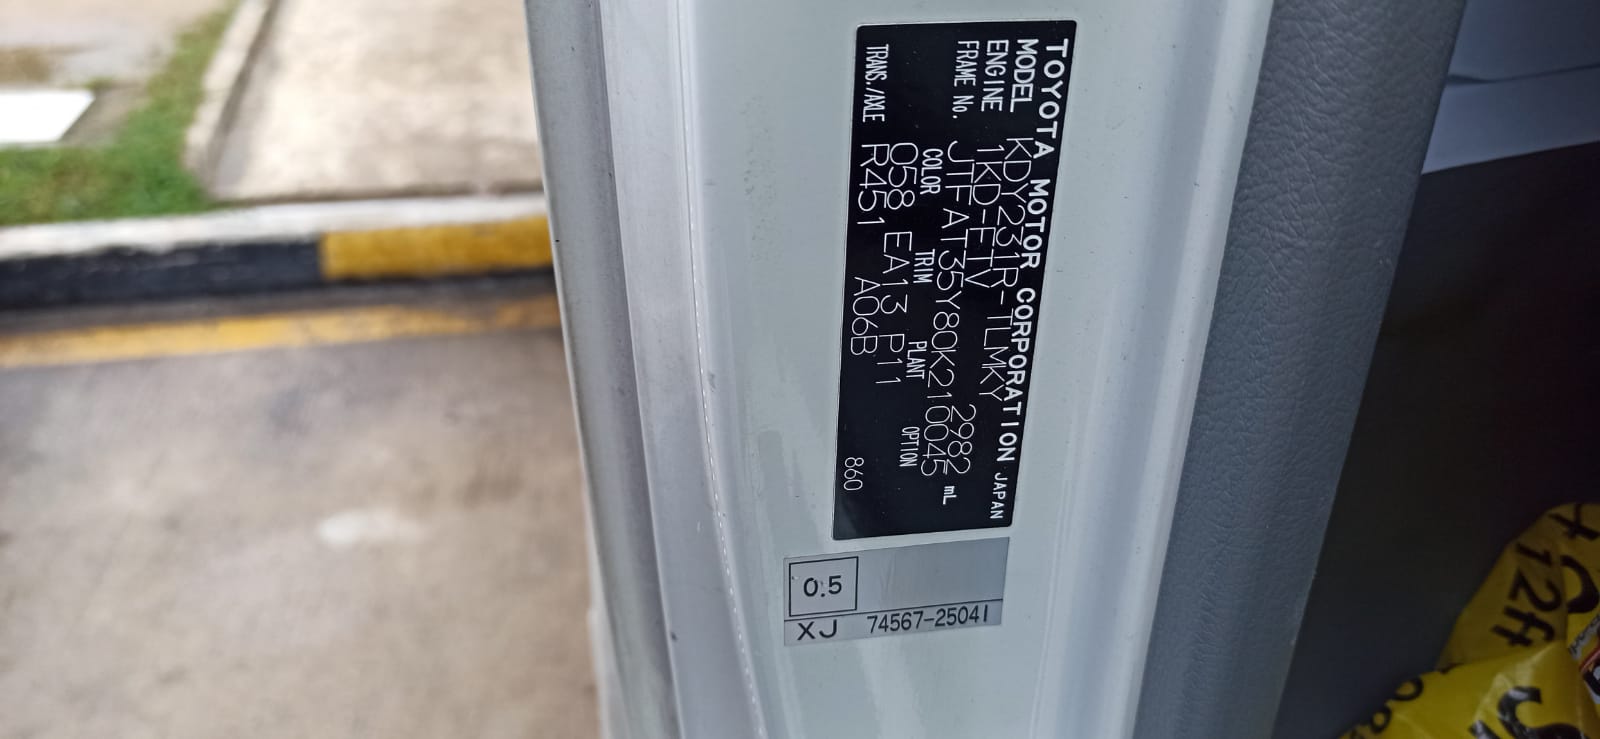 TOYOTA MOTOR CORPORATION JAPAN
MODEL KDY231R-TLMKY
ENGINE 1KD-FTV 2982 mL
FRAME No. JTFAT35Y80K210045
COLOR TRIM PLANT OPTION
058 EA13 P11
TRANS./AXLE R451 A06B
860
0.5
XJ 74567-25041
12ft